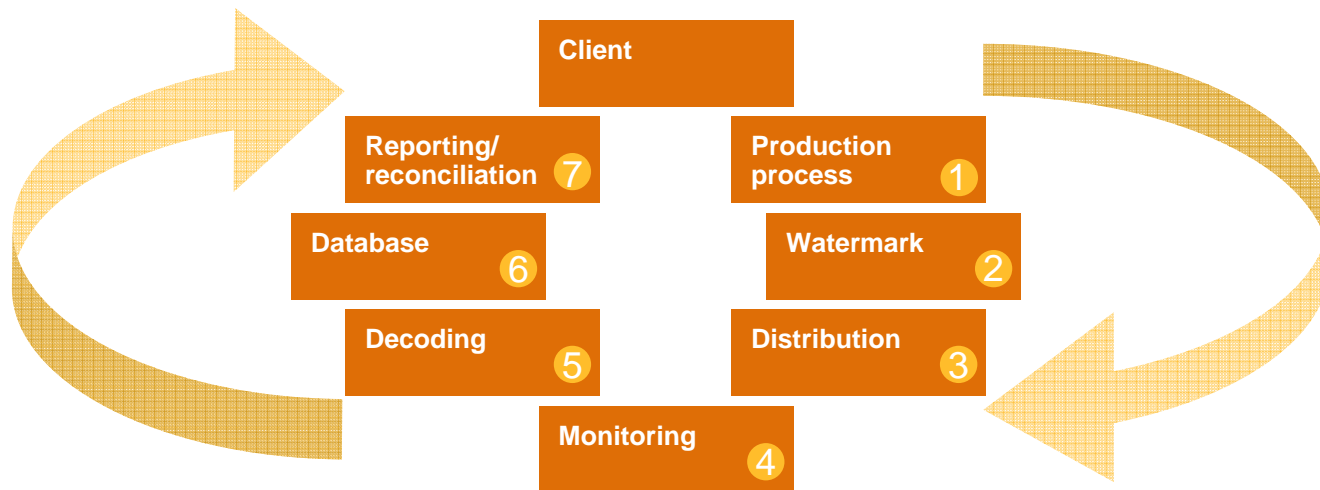 Client
Production
process
1
Watermark
2
Distribution
3
Monitoring
4
Decoding
5
Database
6
Reporting/
reconciliation
7